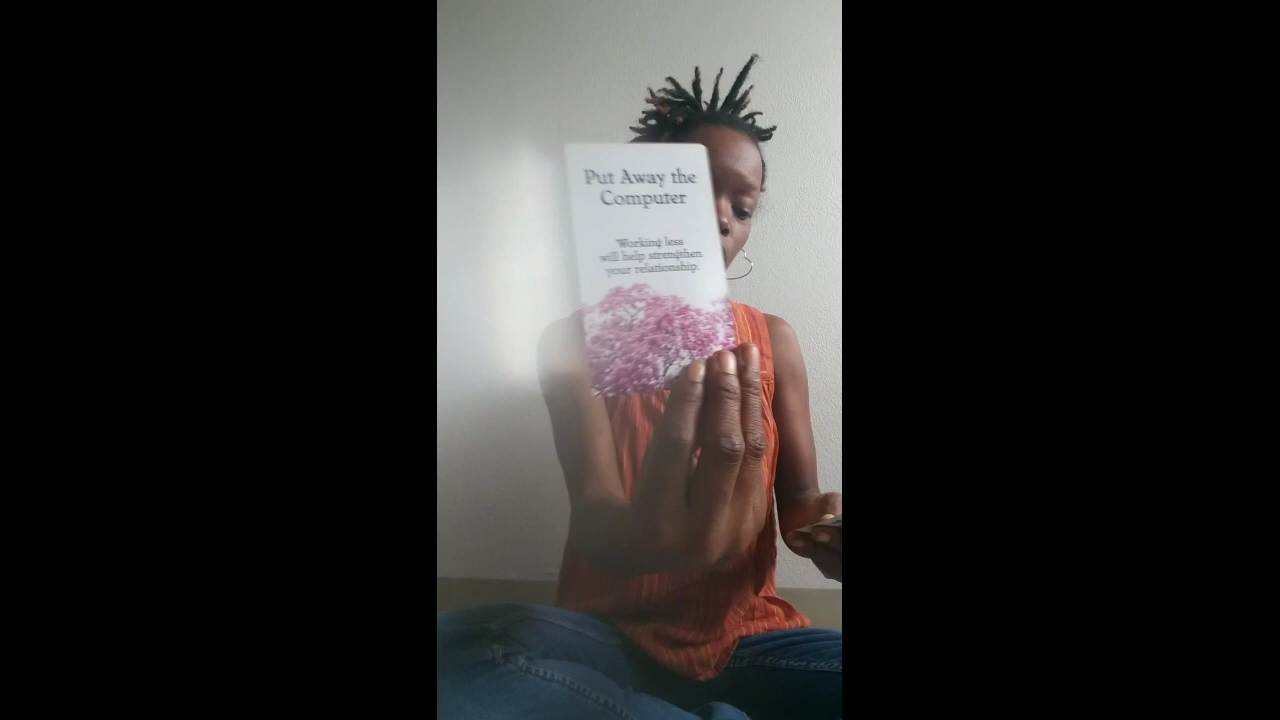 Put Away the
Computer
Working less
will help strengthen
your relationship.